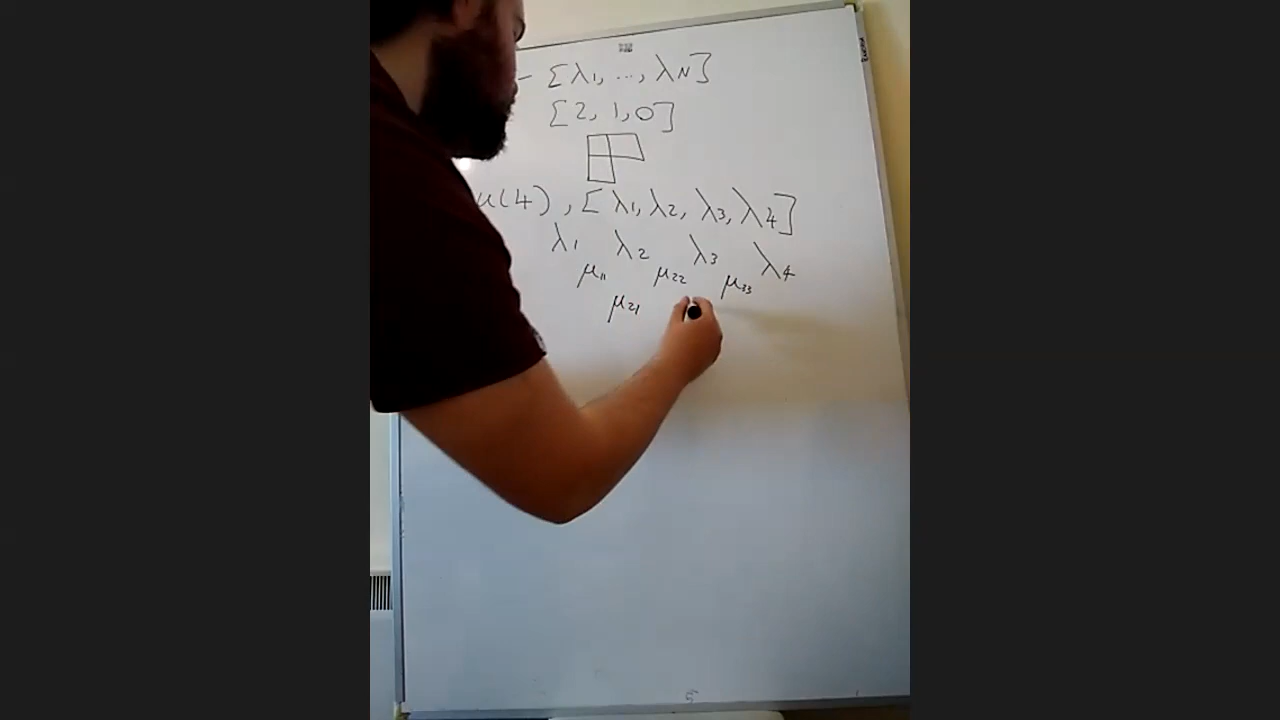 – [λ1, ..., λN]
[2, 1, 0]
u(4), [λ1, λ2, λ3, λ4]
λ1 λ2 λ3 λ4
μ11 μ22 μ33
μ21